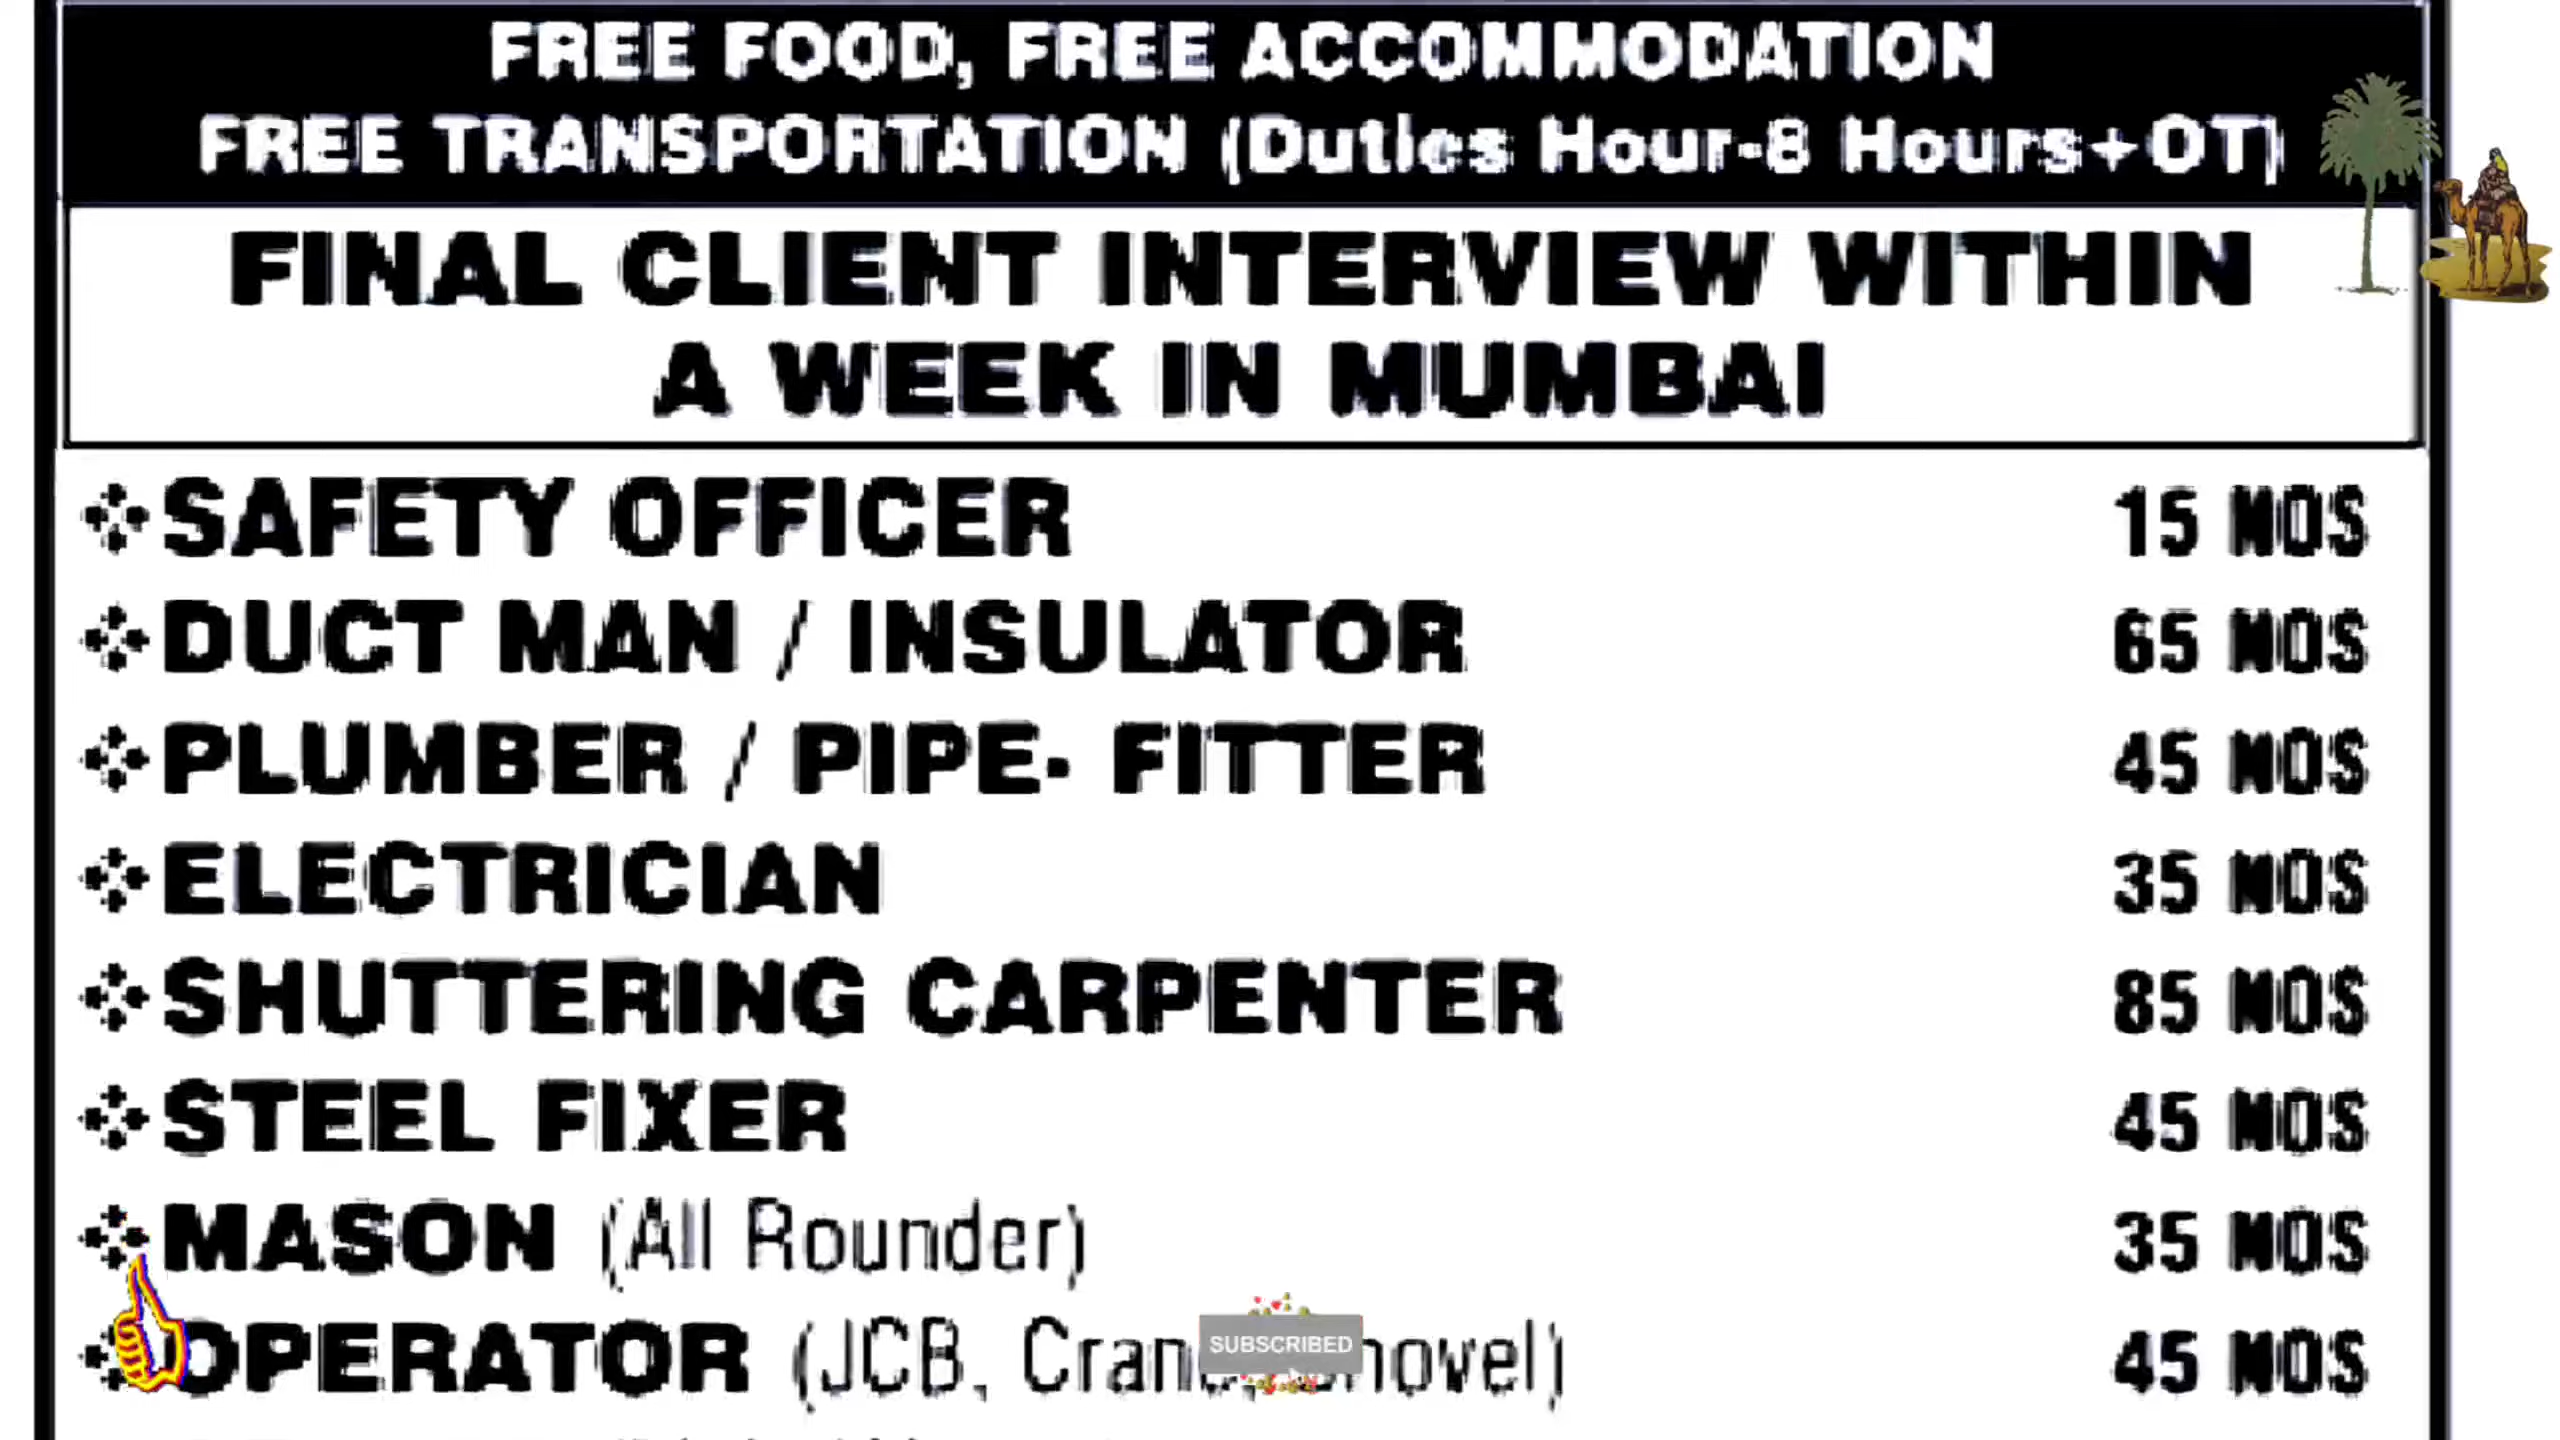 FREE FOOD, FREE ACCOMMODATION
FREE TRANSPORTATION (Duties Hour-8 Hours+OT)
FINAL CLIENT INTERVIEW WITHIN
A WEEK IN MUMBAI
SAFETY OFFICER 15 NOS
DUCT MAN / INSULATOR 65 NOS
PLUMBER / PIPE- FITTER 45 NOS
ELECTRICIAN 35 NOS
SHUTTERING CARPENTER 85 NOS
STEEL FIXER 45 NOS
MASON (All Rounder) 35 NOS
OPERATOR (JCB, Crane, Shovel) 45 NOS
SUBSCRIBED